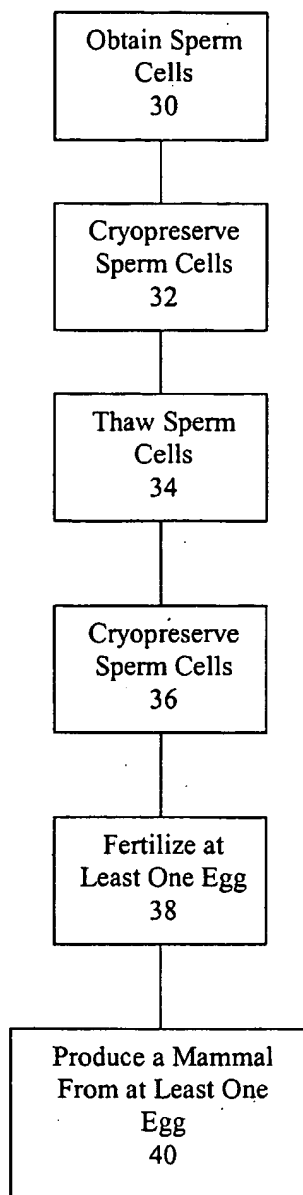 Obtain Sperm
Cells
30
Cryopreserve
Sperm Cells
32
Thaw Sperm
Cells
34
Cryopreserve
Sperm Cells
36
Fertilize at
Least One Egg
38
Produce a Mammal
From at Least One
Egg
40